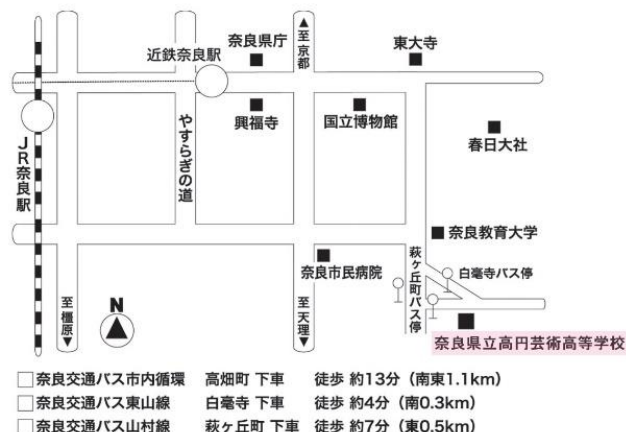 ▲至京都
奈良県庁
東大寺
近鉄奈良駅
興福寺
国立博物館
春日大社
JR奈良駅
やすらぎの道
奈良教育大学
奈良市民病院
萩ヶ丘町バス停
白毫寺バス停
至橿原▼
N
至天理▼
奈良県立高円芸術高等学校
□奈良交通バス市内循環 高畑町 下車 徒歩 約13分（南東1.1km）
□奈良交通バス東山線 白毫寺 下車 徒歩 約4分（南0.3km）
□奈良交通バス山村線 萩ヶ丘町 下車 徒歩 約7分（東0.5km）